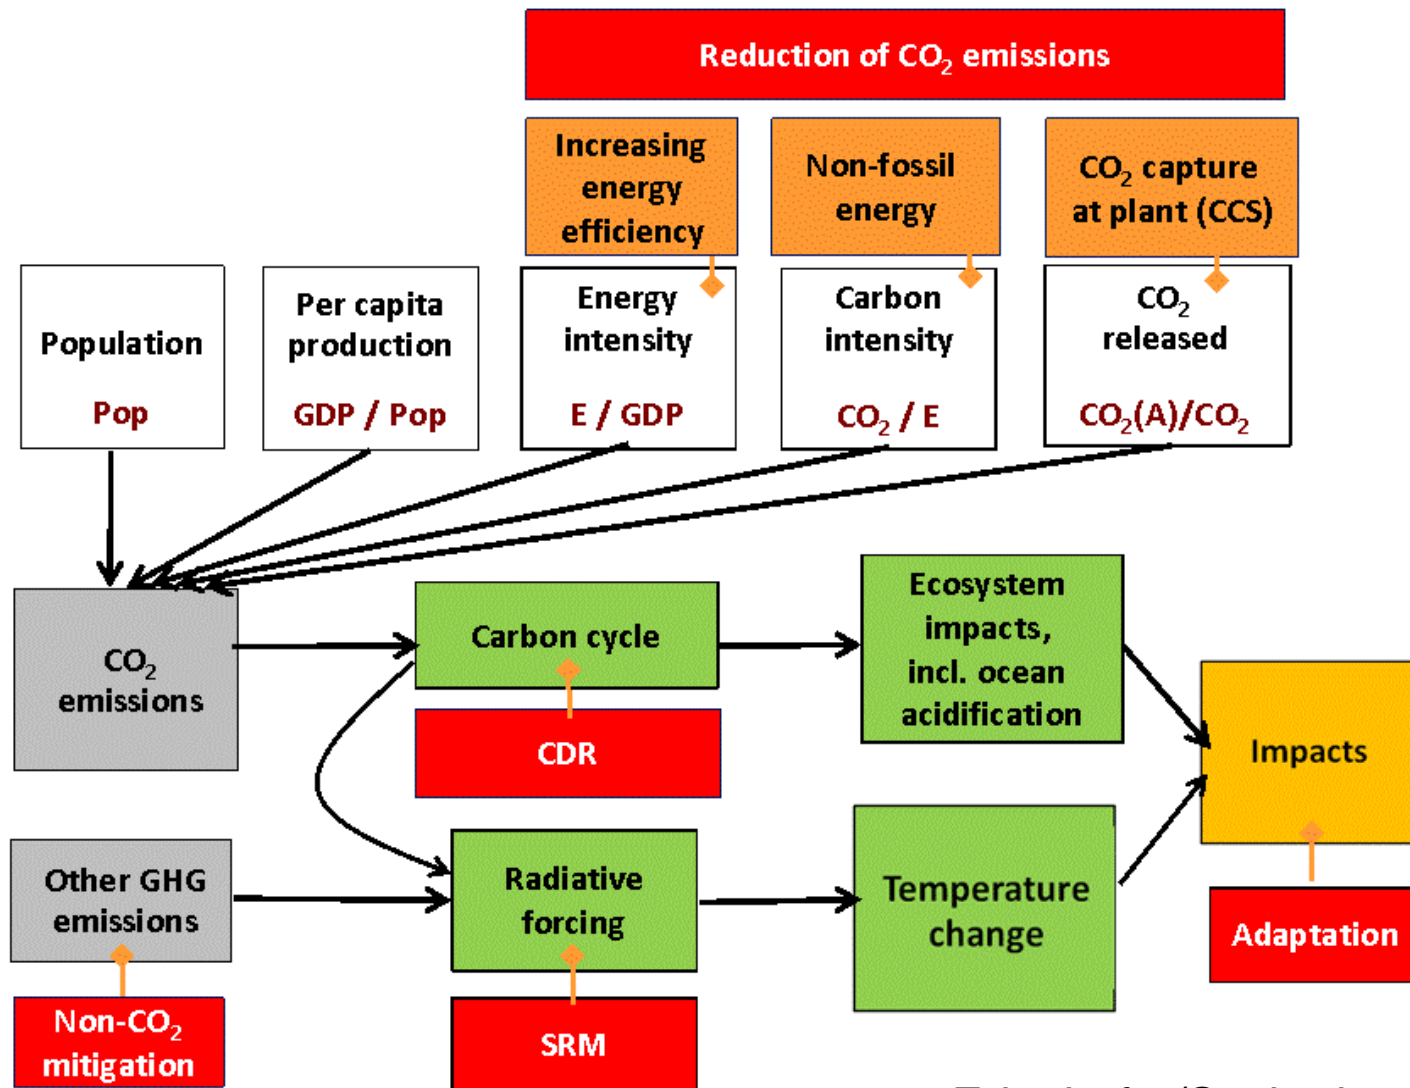 Reduction of CO₂ emissions
Increasing
energy
efficiency
Non-fossil
energy
CO₂ capture
at plant (CCS)
Population
Pop
Per capita
production
GDP / Pop
Energy
intensity
E / GDP
Carbon
intensity
CO₂ / E
CO₂
released
CO₂(A)/CO₂
CO₂
emissions
Carbon cycle
CDR
Ecosystem
impacts,
incl. ocean
acidification
Impacts
Other GHG
emissions
Radiative
forcing
Temperature
change
Adaptation
Non-CO₂
mitigation
SRM